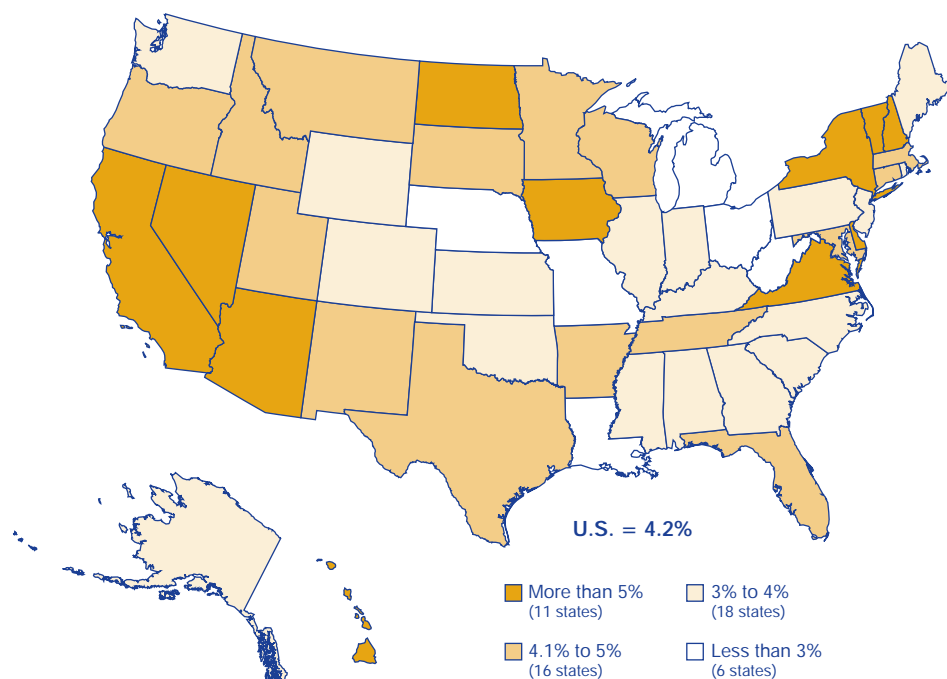 U.S. = 4.2%
More than 5%
(11 states)
3% to 4%
(18 states)
4.1% to 5%
(16 states)
Less than 3%
(6 states)